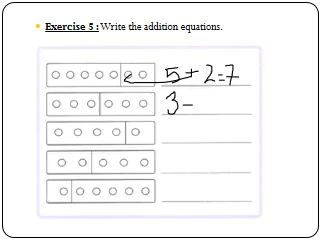 Exercise 5 : Write the addition equations.
5 + 2 = 7
3 -